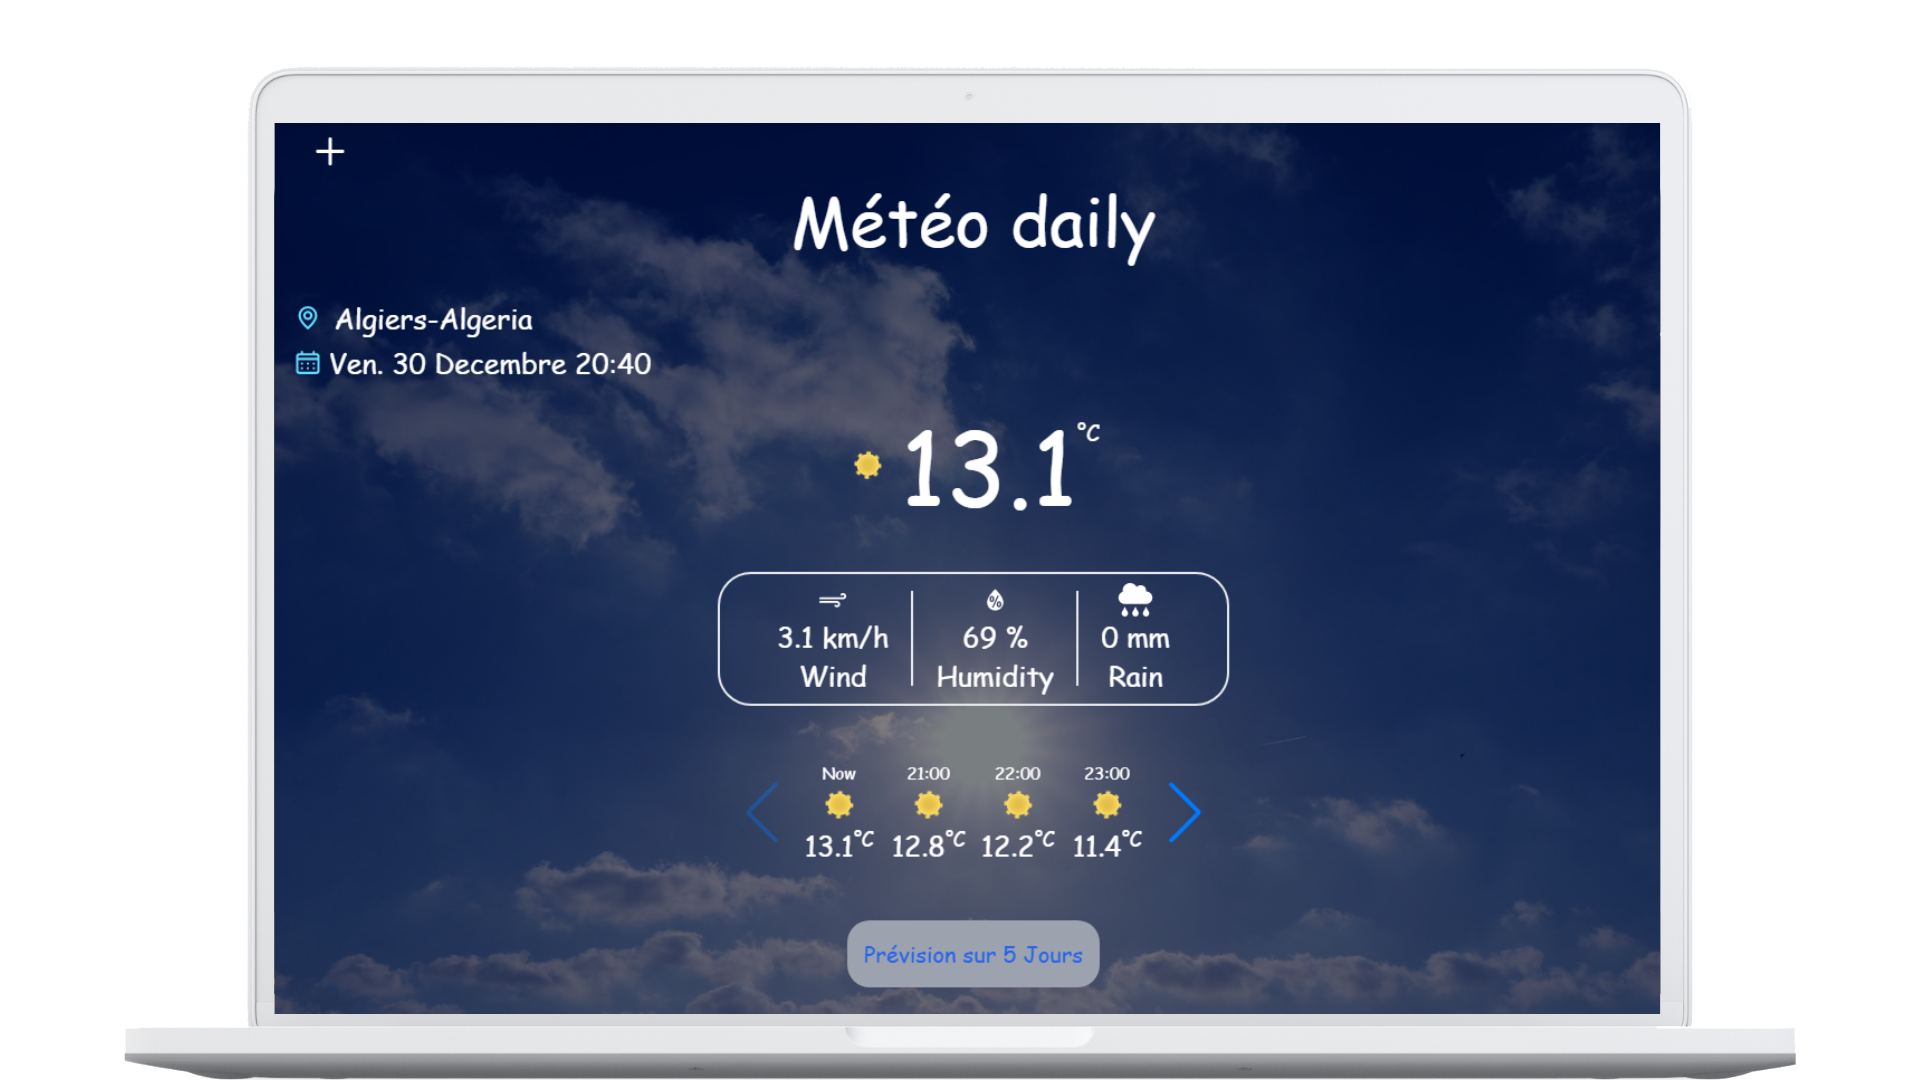 Météo daily
Algiers-Algeria
Ven. 30 Decembre 20:40
13.1°C
3.1 km/h 69 % 0 mm
Wind Humidity Rain
Now 21:00 22:00 23:00
13.1°C 12.8°C 12.2°C 11.4°C
Prévision sur 5 Jours